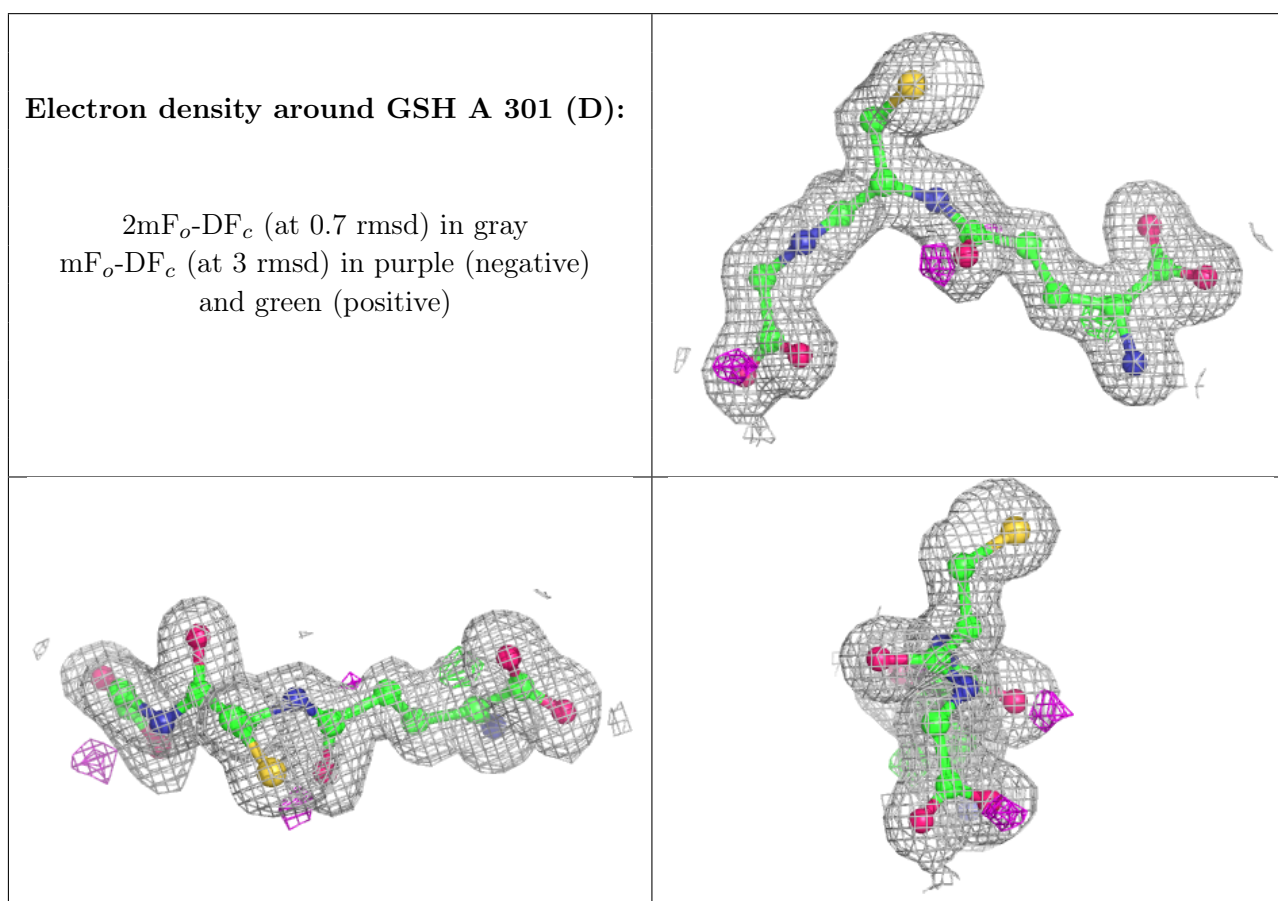 Electron density around GSH A 301 (D):
2mFₒ-DF𝒸 (at 0.7 rmsd) in gray
mFₒ-DF𝒸 (at 3 rmsd) in purple (negative)
and green (positive)